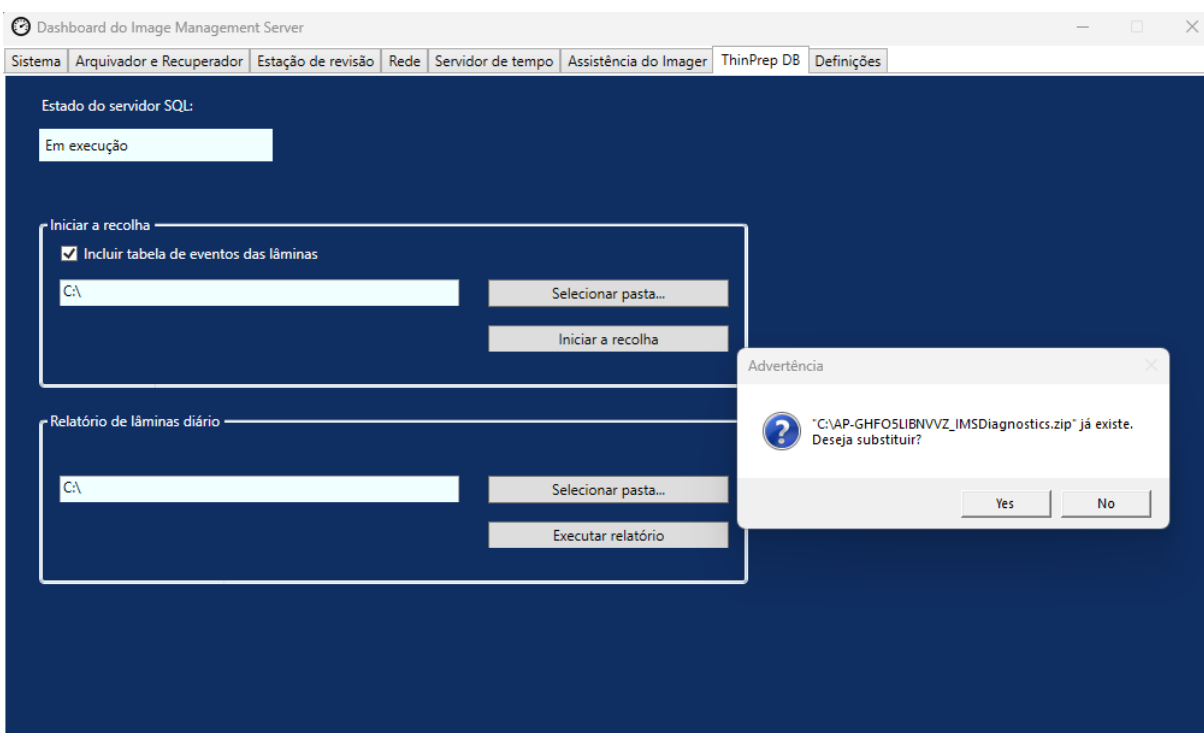 Dashboard do Image Management Server
Sistema Arquivador e Recuperador Estação de revisão Rede Servidor de tempo Assistência do Imager ThinPrep DB Definições
Estado do servidor SQL:
Em execução
Iniciar a recolha
Incluir tabela de eventos das lâminas
C:\ Selecionar pasta...
Iniciar a recolha
Advertência
"C:\AP-GHFO5LIBNVVZ_IMSDiagnostics.zip" já existe.
Deseja substituir?
Yes No
Relatório de lâminas diário
C:\ Selecionar pasta...
Executar relatório